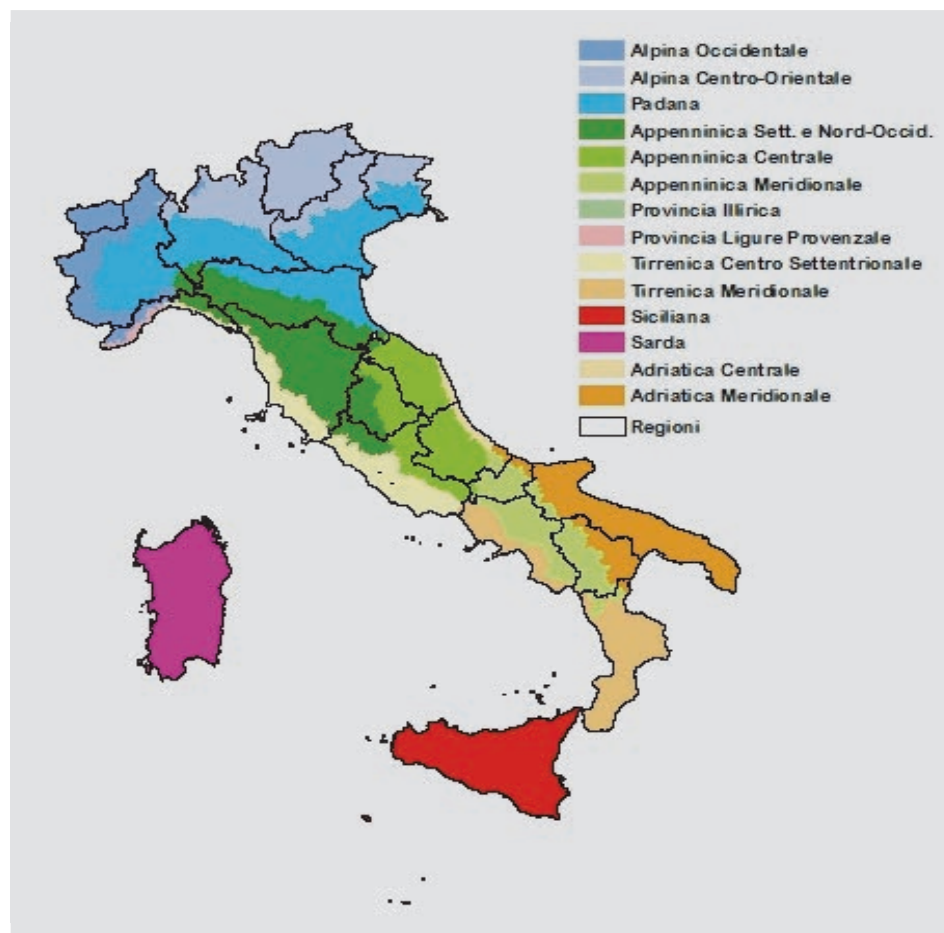 Alpina Occidentale
Alpina Centro-Orientale
Padana
Appenninica Sett. e Nord-Occid.
Appenninica Centrale
Appenninica Meridionale
Provincia Illirica
Provincia Ligure Provenzale
Tirrenica Centro Settentrionale
Tirrenica Meridionale
Siciliana
Sarda
Adriatica Centrale
Adriatica Meridionale
Regioni